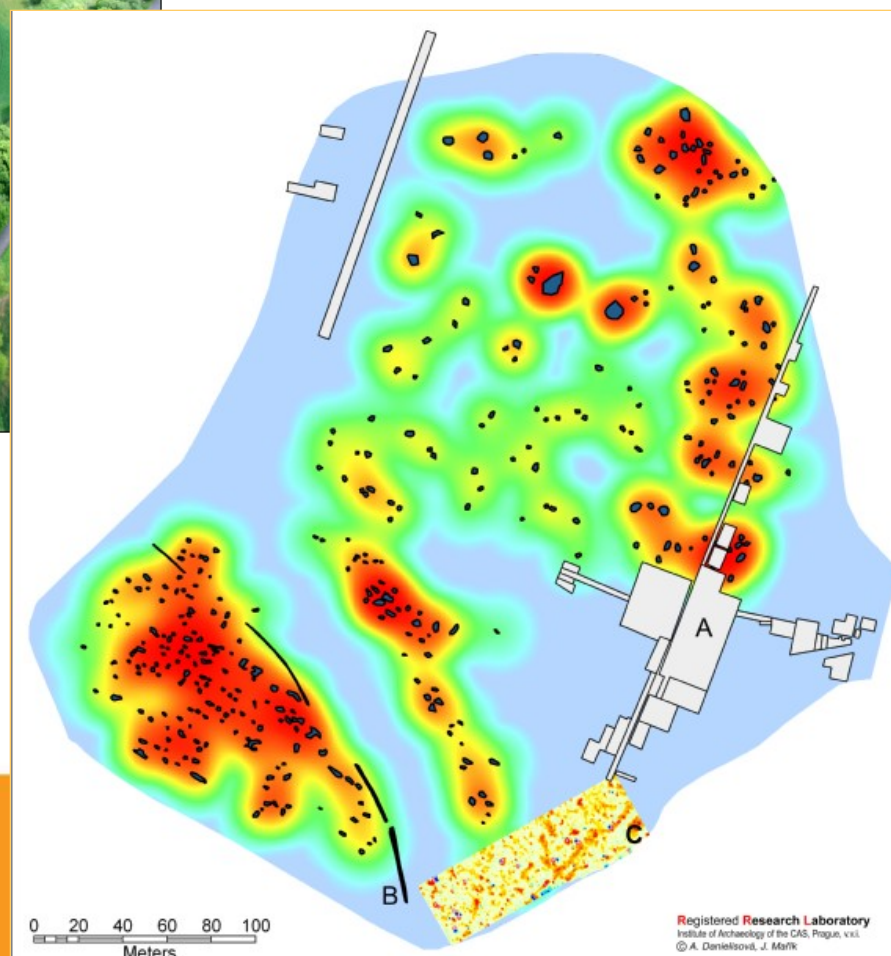 A
C
B
0 20 40 60 80 100
Meters
Registered Research Laboratory
Institute of Archaeology of the CAS, Prague, v.v.i.
© A. Danielisová, J. Mařík